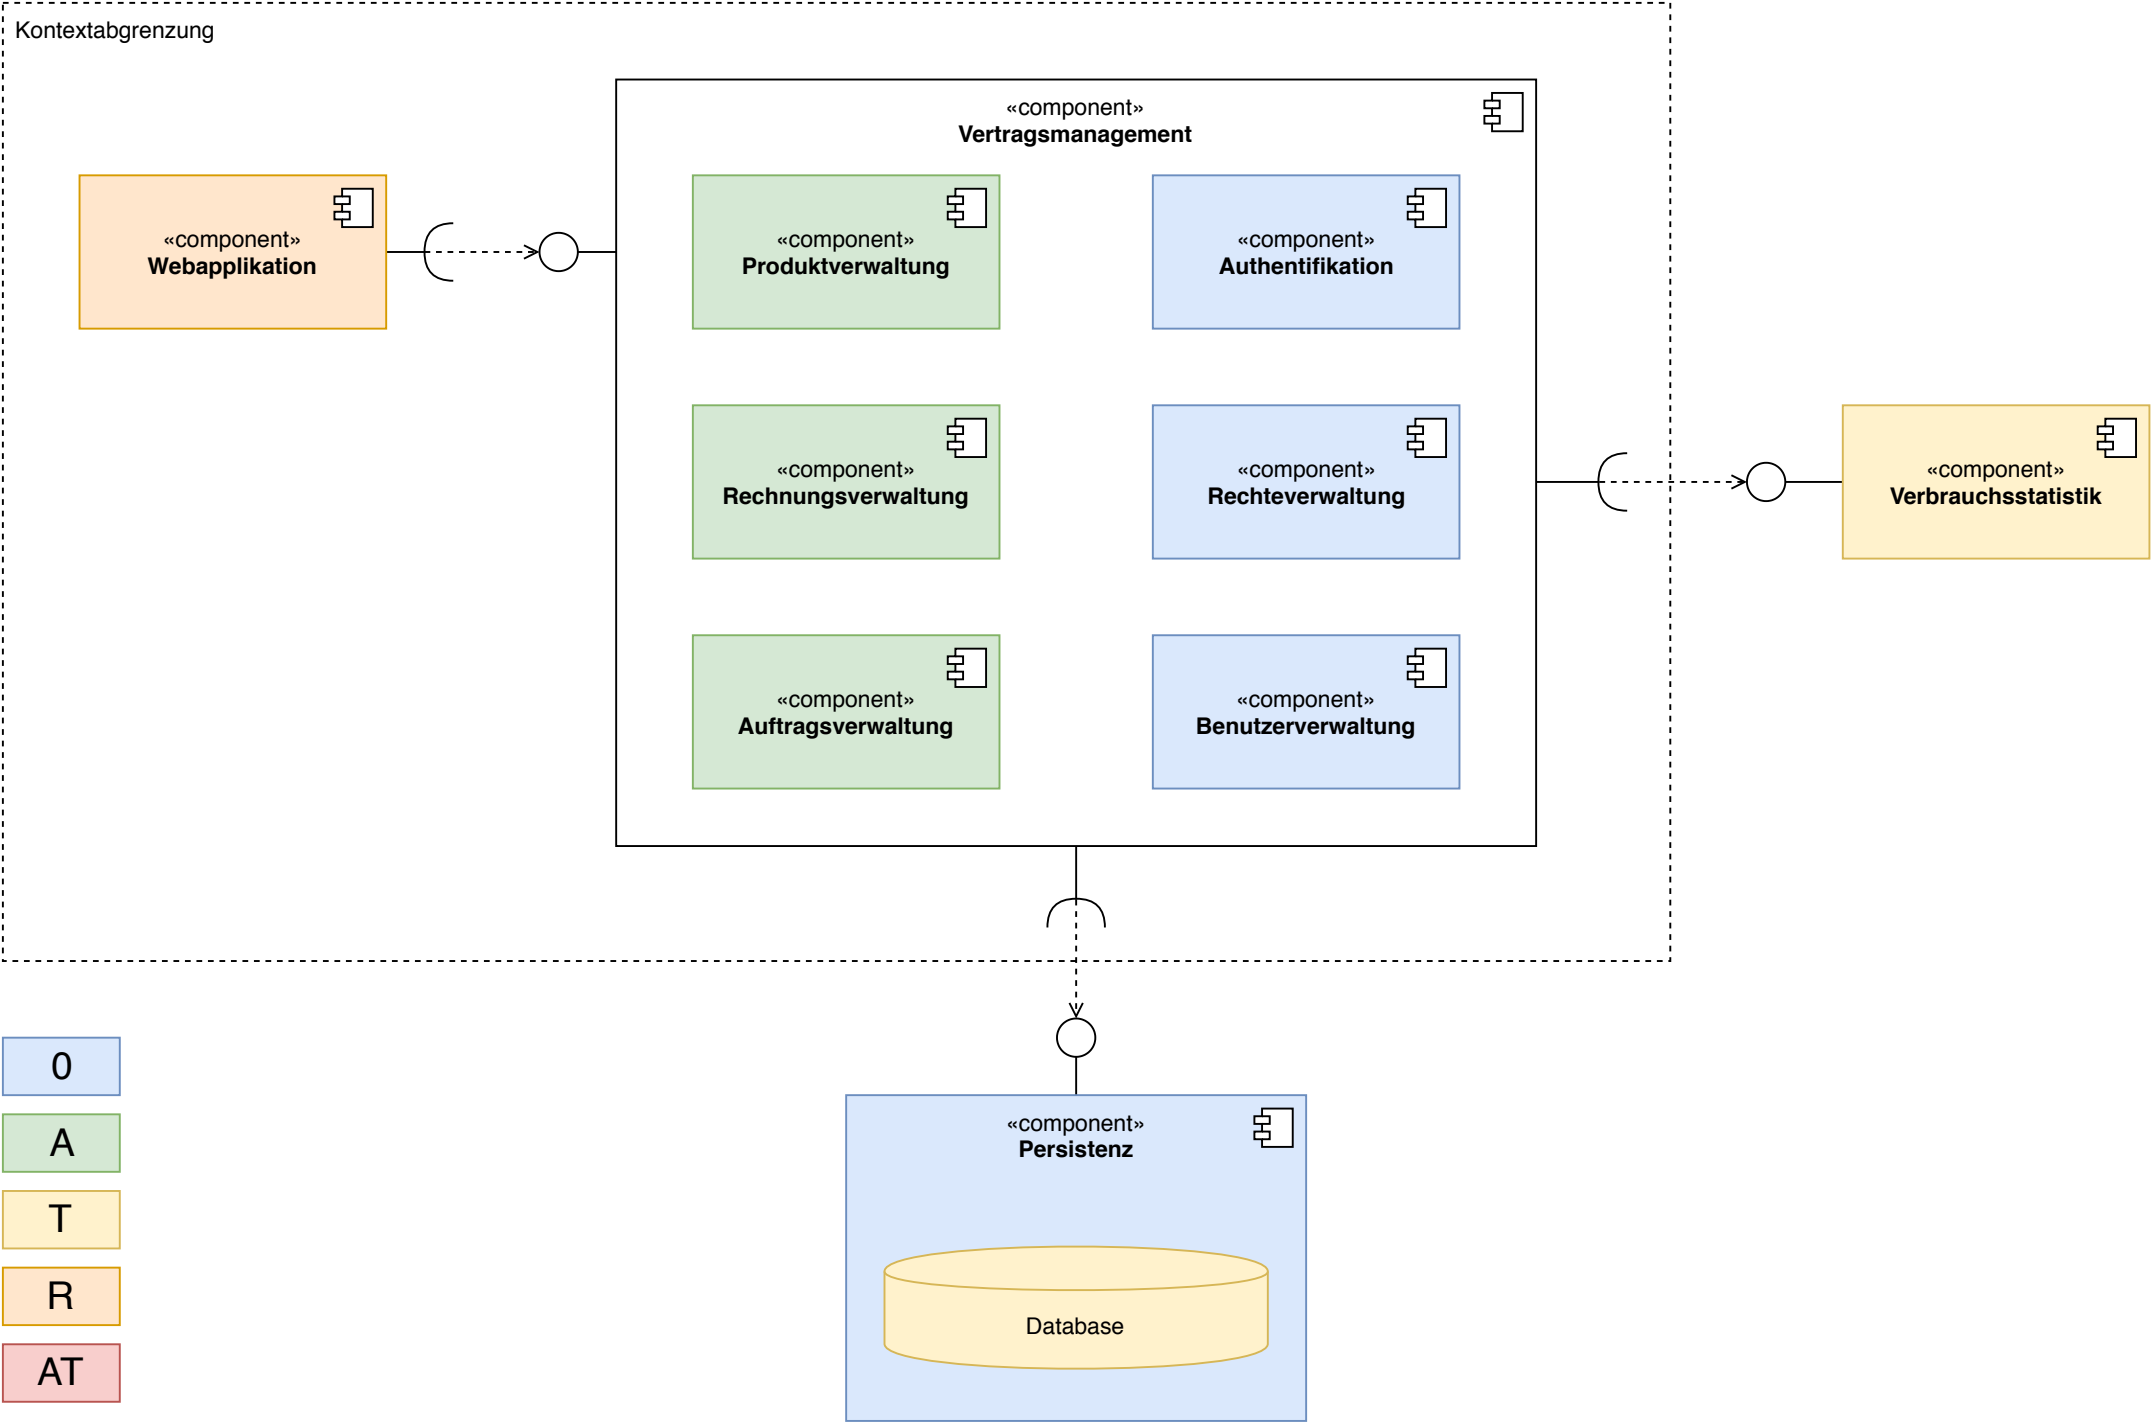 Kontextabgrenzung
«component»
Vertragsmanagement
«component»
Webapplikation
«component»
Produktverwaltung
«component»
Authentifikation
«component»
Rechnungsverwaltung
«component»
Rechteverwaltung
«component»
Verbrauchsstatistik
«component»
Auftragsverwaltung
«component»
Benutzerverwaltung
«component»
Persistenz
Database
0
A
T
R
AT